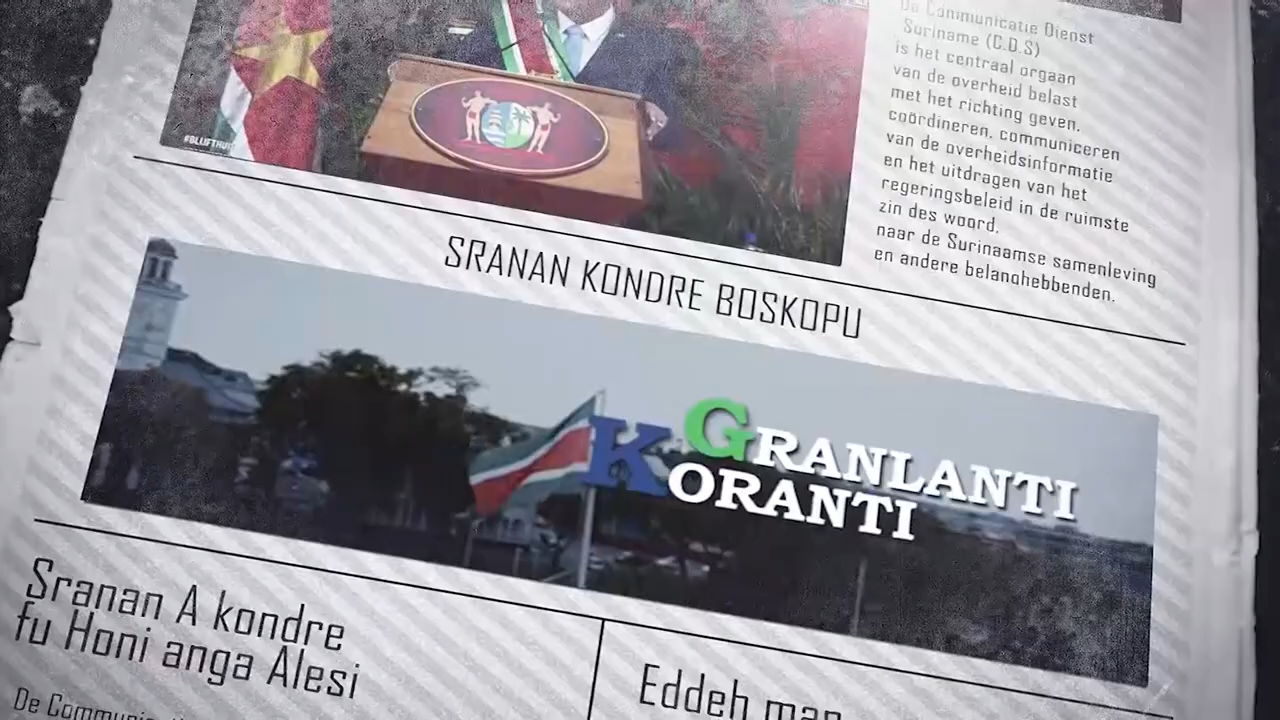 De Communicatie Dienst
Suriname (C.D.S)
is het centraal orgaan
van de overheid belast
met het richting geven,
coördineren, communiceren
van de overheidsinformatie
en het uitdragen van het
regeringsbeleid in de ruimste
zin des woord,
naar de Surinaamse samenleving
en andere belanghebbenden.
SRANAN KONDRE BOSKOPU
GRANLANTI
KORANTI
Sranan A kondre
fu Honi anga Alesi
De
Eddeh man